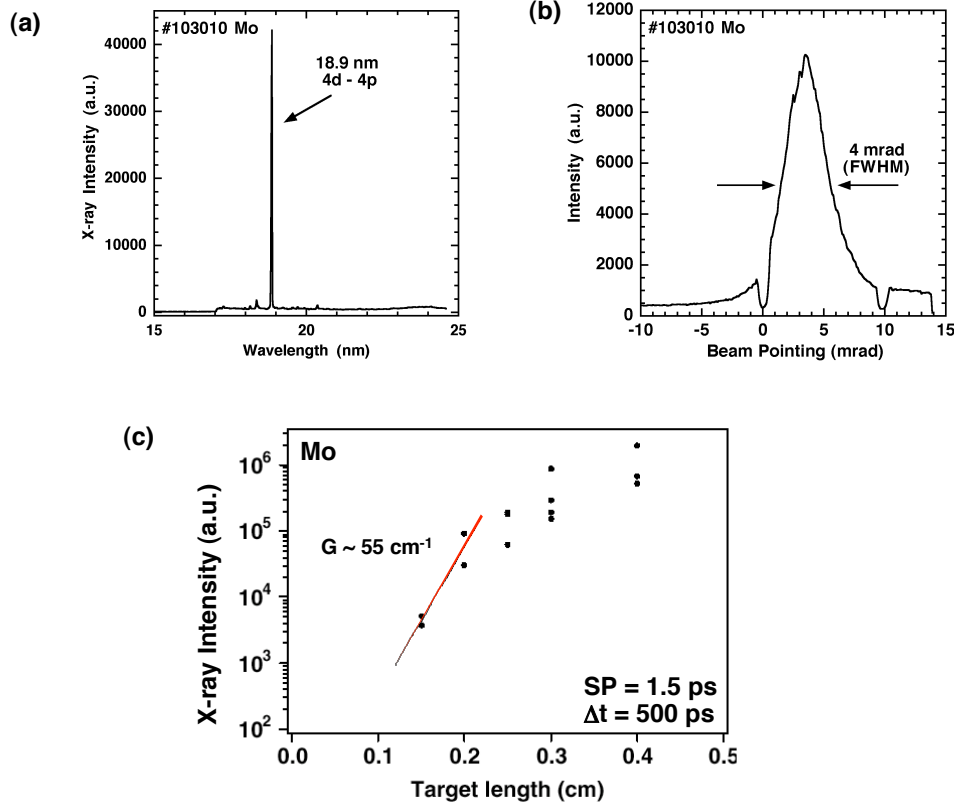 (a)
#103010 Mo
18.9 nm
4d - 4p
X-ray Intensity (a.u.)
40000
30000
20000
10000
0
15
20
25
Wavelength (nm)
(b)
#103010 Mo
4 mrad
(FWHM)
Intensity (a.u.)
12000
10000
8000
6000
4000
2000
0
-10
-5
0
5
10
15
Beam Pointing (mrad)
(c)
Mo
G ~ 55 cm-1
X-ray Intensity (a.u.)
10^6
10^5
10^4
10^3
10^2
SP = 1.5 ps
Δt = 500 ps
0.0
0.1
0.2
0.3
0.4
0.5
Target length (cm)